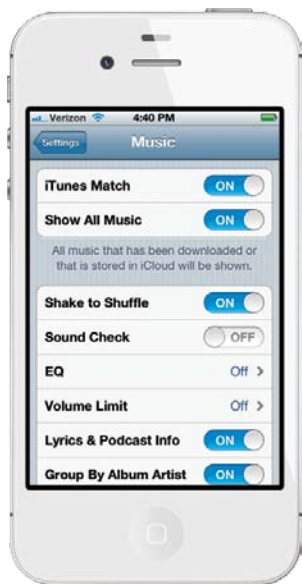 Verizon 4:40 PM
Settings Music
iTunes Match ON
Show All Music ON
All music that has been downloaded or
that is stored in iCloud will be shown.
Shake to Shuffle ON
Sound Check OFF
EQ Off >
Volume Limit Off >
Lyrics & Podcast Info ON
Group By Album Artist ON